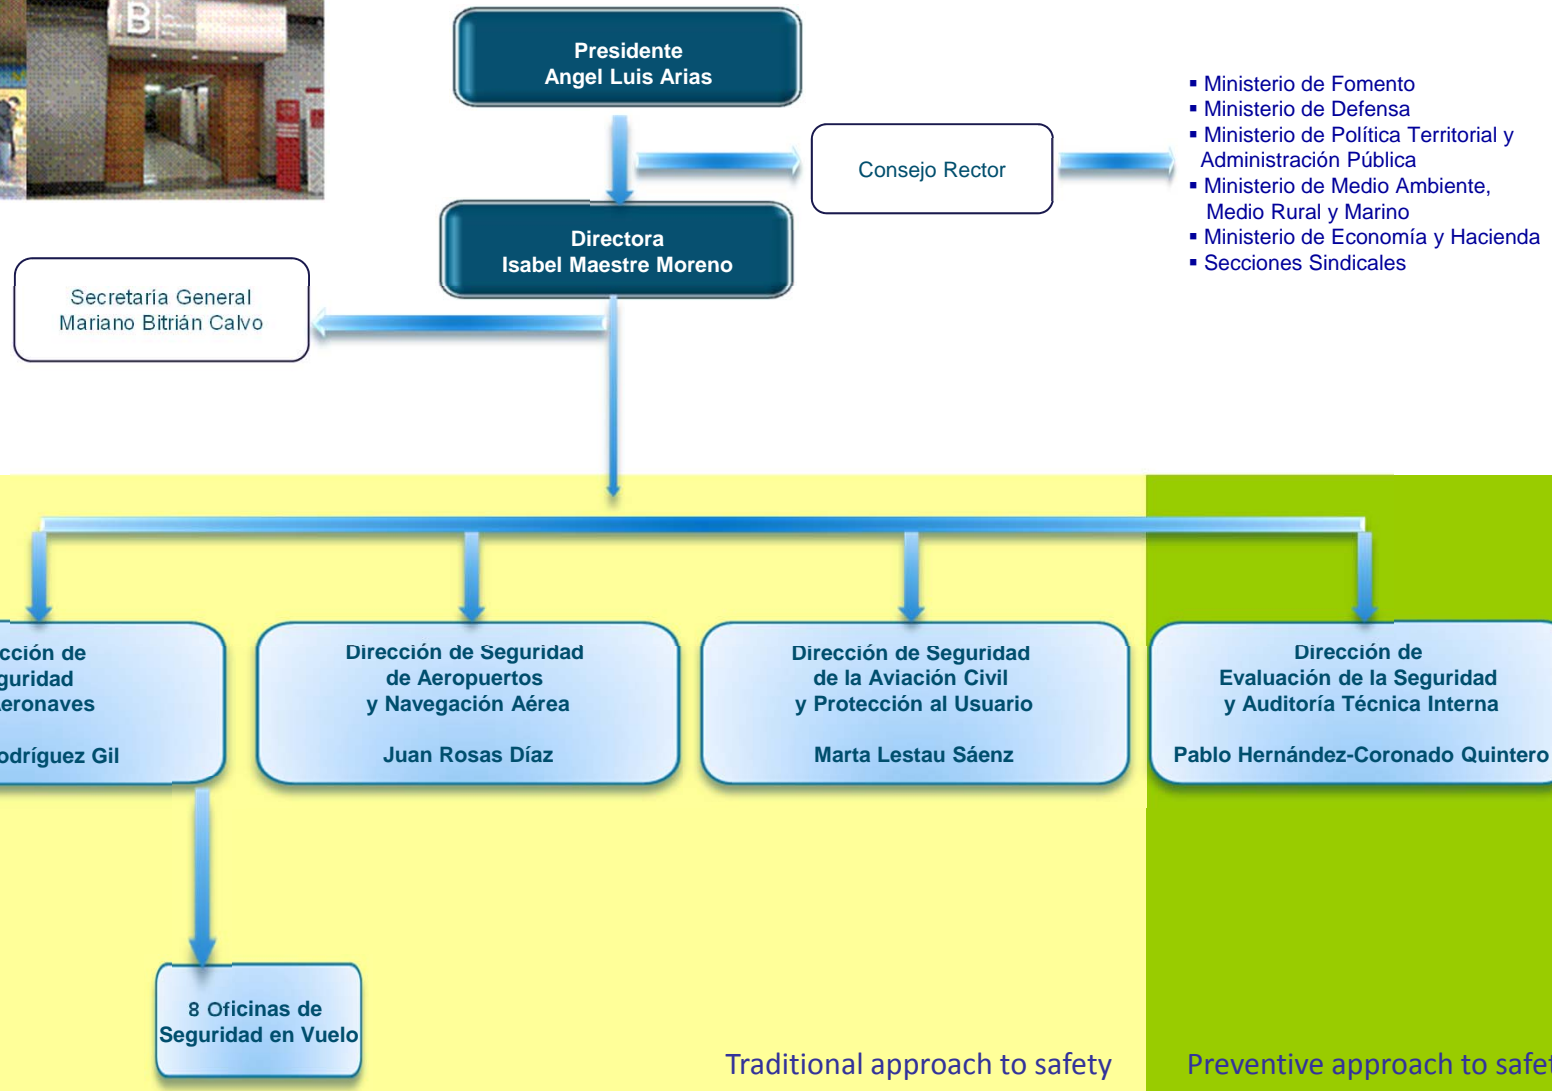 B
Presidente
Angel Luis Arias
▪ Ministerio de Fomento
▪ Ministerio de Defensa
▪ Ministerio de Política Territorial y
Administración Pública
▪ Ministerio de Medio Ambiente,
Medio Rural y Marino
▪ Ministerio de Economía y Hacienda
▪ Secciones Sindicales
Consejo Rector
Directora
Isabel Maestre Moreno
Secretaría General
Mariano Bitrián Calvo
cción de
guridad
eronaves
odríguez Gil
Dirección de Seguridad
de Aeropuertos
y Navegación Aérea
Juan Rosas Díaz
Dirección de Seguridad
de la Aviación Civil
y Protección al Usuario
Marta Lestau Sáenz
Dirección de
Evaluación de la Seguridad
y Auditoría Técnica Interna
Pablo Hernández-Coronado Quintero
8 Oficinas de
Seguridad en Vuelo
Traditional approach to safety
Preventive approach to safet